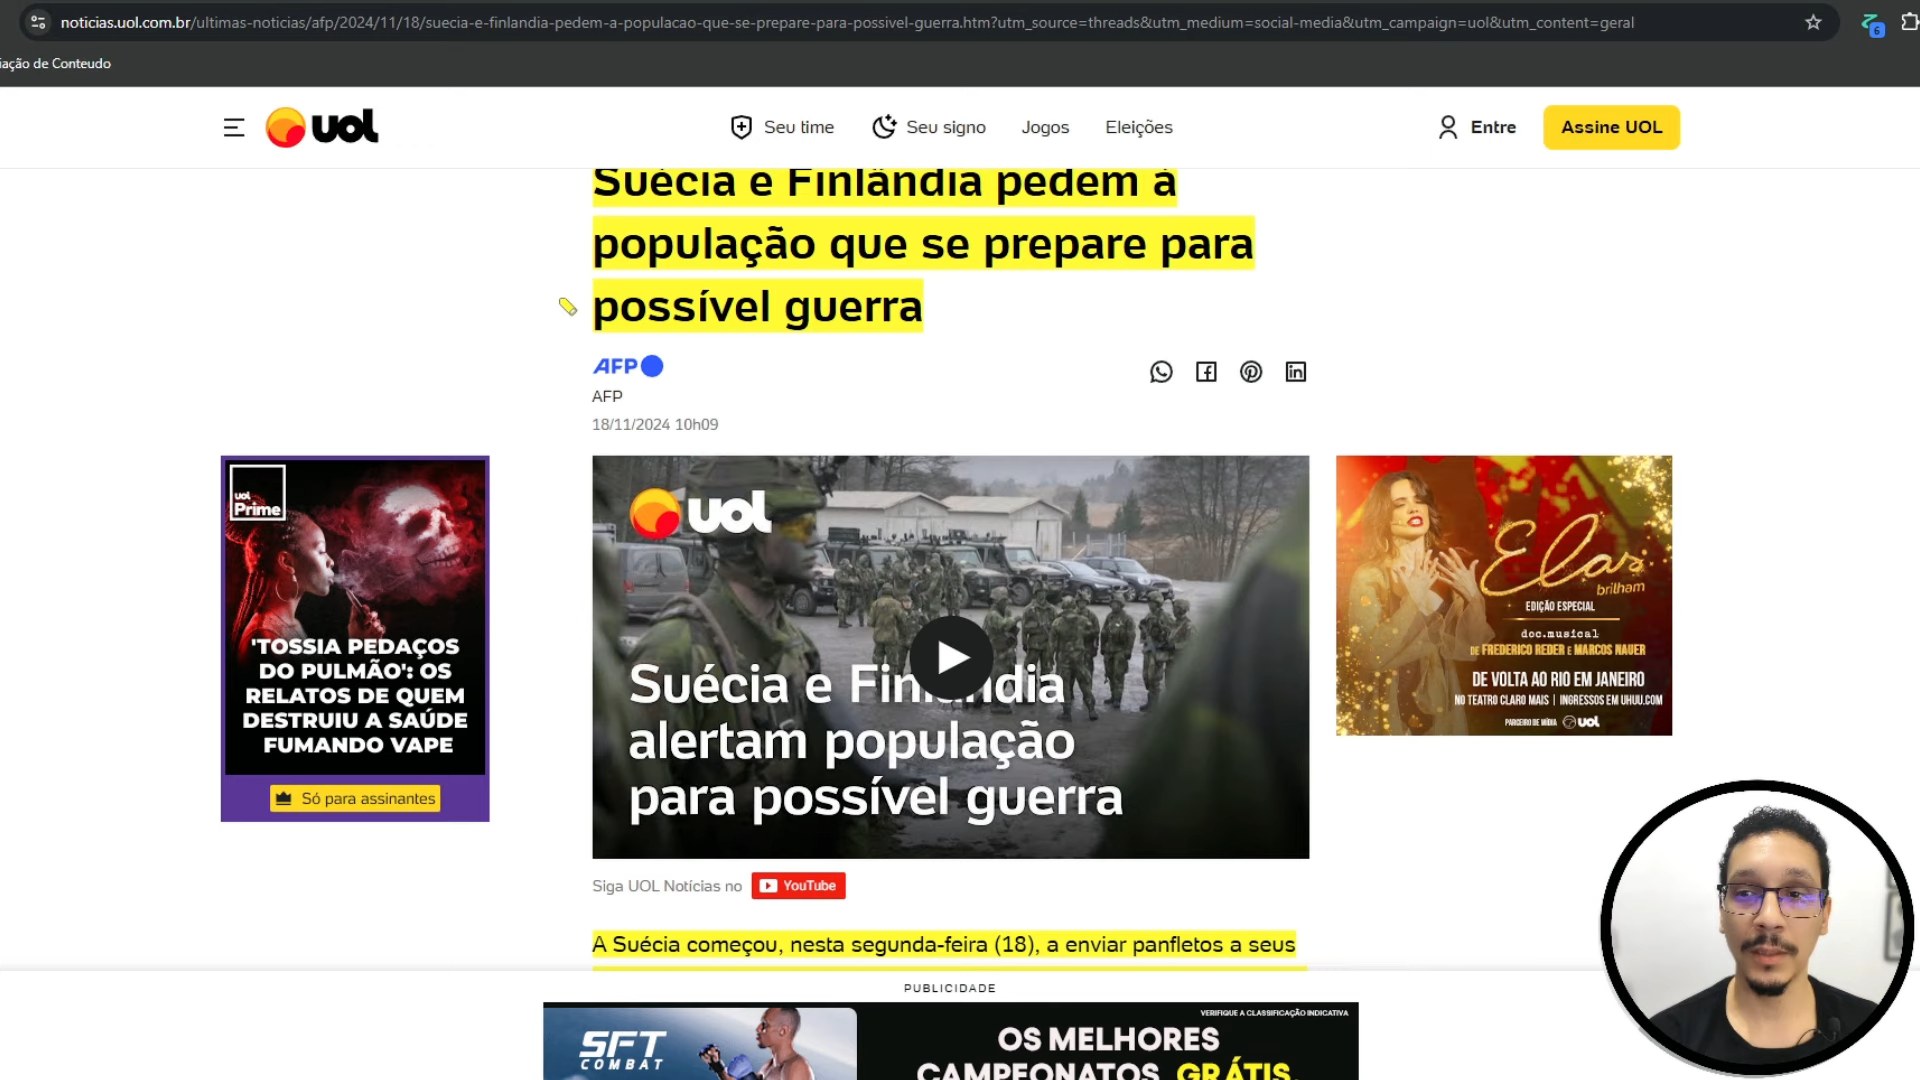 noticias.uol.com.br/ultimas-noticias/afp/2024/11/18/suecia-e-finlandia-pedem-a-populacao-que-se-prepare-para-possivel-guerra.htm?utm_source=threads&utm_medium=social-media&utm_campaign=uol&utm_content=geral
6
iação de Conteudo
uol
Seu time
Seu signo
Jogos
Eleições
Entre
Assine UOL
Suécia e Finlândia pedem à
população que se prepare para
possível guerra
AFP
AFP
18/11/2024 10h09
uol
Prime
'TOSSIA PEDAÇOS
DO PULMÃO': OS
RELATOS DE QUEM
DESTRUIU A SAÚDE
FUMANDO VAPE
Só para assinantes
uol
Suécia e Finlândia
alertam população
para possível guerra
Elas
brilham
EDIÇÃO ESPECIAL
doc.musical
DE FREDERICO REDER E MARCOS NAUER
DE VOLTA AO RIO EM JANEIRO
NO TEATRO CLARO MAIS | INGRESSOS EM UHUU.COM
PARCEIRO DE MÍDIA uol
Siga UOL Notícias no
YouTube
A Suécia começou, nesta segunda-feira (18), a enviar panfletos a seus
PUBLICIDADE
SFT
COMBAT
VERIFIQUE A CLASSIFICAÇÃO INDICATIVA
OS MELHORES
CAMPEONATOS GRÁTIS.